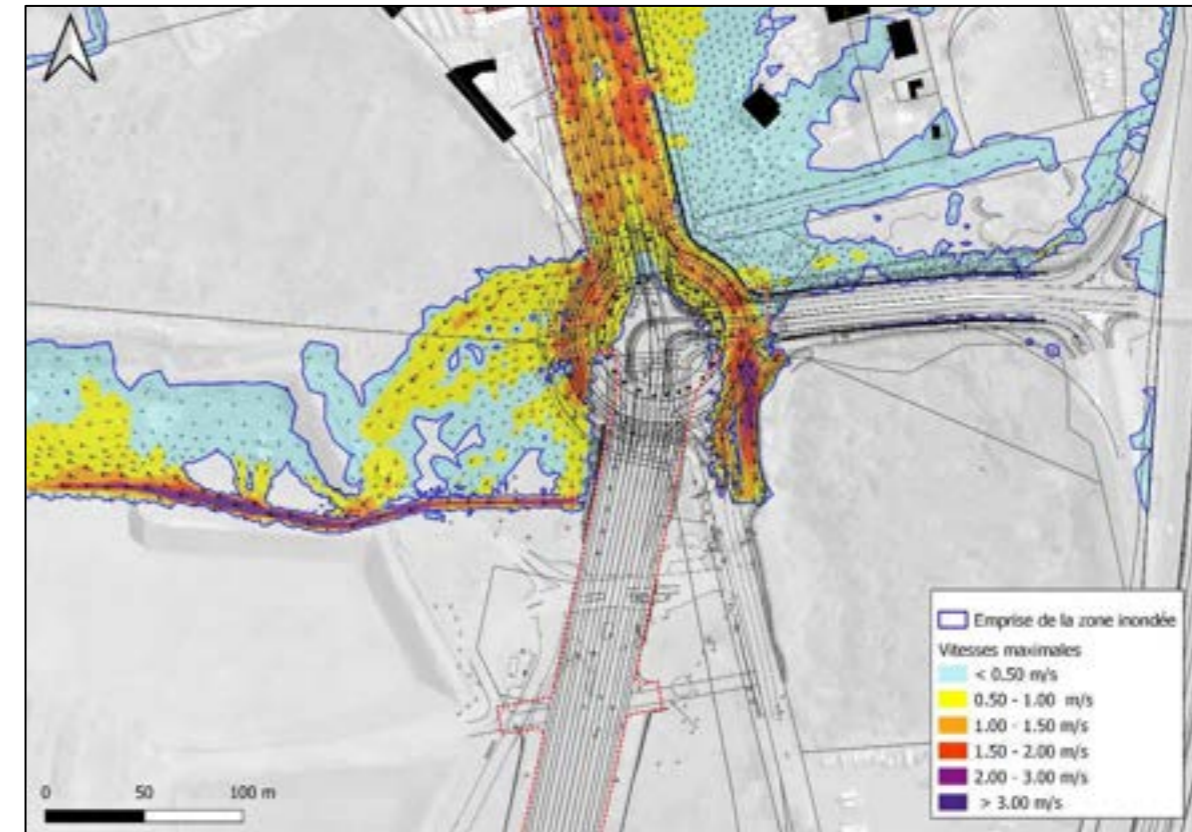 Emprise de la zone inondée
Vitesses maximales
< 0.50 m/s
0.50 - 1.00 m/s
1.00 - 1.50 m/s
1.50 - 2.00 m/s
2.00 - 3.00 m/s
> 3.00 m/s
0 50 100 m